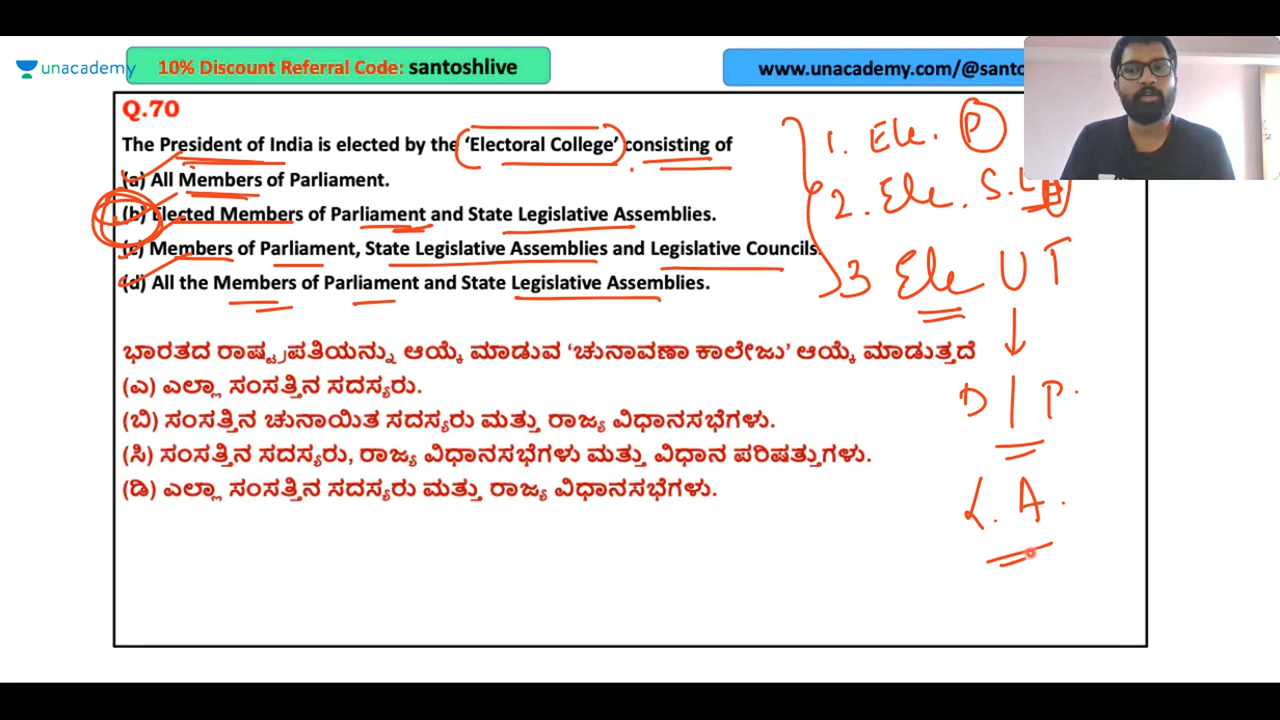 unacademy
10% Discount Referral Code: santoshlive
www.unacademy.com/@santo
Q.70
The President of India is elected by the ‘Electoral College’ consisting of
(a) All Members of Parliament.
(b) Elected Members of Parliament and State Legislative Assemblies.
(c) Members of Parliament, State Legislative Assemblies and Legislative Councils.
(d) All the Members of Parliament and State Legislative Assemblies.
ಭಾರತದ ರಾಷ್ಟ್ರಪತಿಯನ್ನು ಆಯ್ಕೆ ಮಾಡುವ ‘ಚುನಾವಣಾ ಕಾಲೇಜು’ ಆಯ್ಕೆ ಮಾಡುತ್ತದೆ
(ಎ) ಎಲ್ಲಾ ಸಂಸತ್ತಿನ ಸದಸ್ಯರು.
(ಬಿ) ಸಂಸತ್ತಿನ ಚುನಾಯಿತ ಸದಸ್ಯರು ಮತ್ತು ರಾಜ್ಯ ವಿಧಾನಸಭೆಗಳು.
(ಸಿ) ಸಂಸತ್ತಿನ ಸದಸ್ಯರು, ರಾಜ್ಯ ವಿಧಾನಸಭೆಗಳು ಮತ್ತು ವಿಧಾನ ಪರಿಷತ್ತುಗಳು.
(ಡಿ) ಎಲ್ಲಾ ಸಂಸತ್ತಿನ ಸದಸ್ಯರು ಮತ್ತು ರಾಜ್ಯ ವಿಧಾನಸಭೆಗಳು.
1. Ele. P
2. Ele. S.L
3 Ele UT
D | P.
L. A.